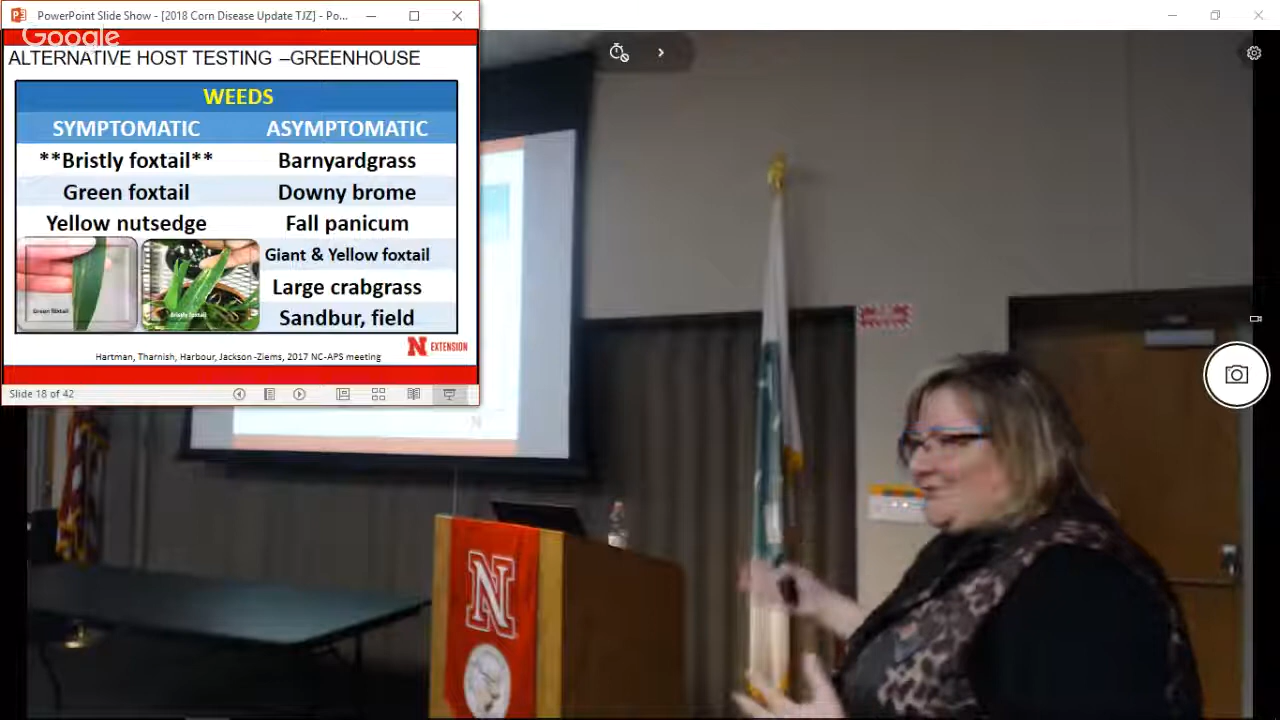 PowerPoint Slide Show - [2018 Corn Disease Update TJZ] - Po...
Google
ALTERNATIVE HOST TESTING –GREENHOUSE
WEEDS
SYMPTOMATIC ASYMPTOMATIC
**Bristly foxtail** Barnyardgrass
Green foxtail Downy brome
Yellow nutsedge Fall panicum
Giant & Yellow foxtail
Large crabgrass
Sandbur, field
Green foxtail
Bristly foxtail
N EXTENSION
Hartman, Tharnish, Harbour, Jackson -Ziems, 2017 NC-APS meeting
Slide 18 of 42
N